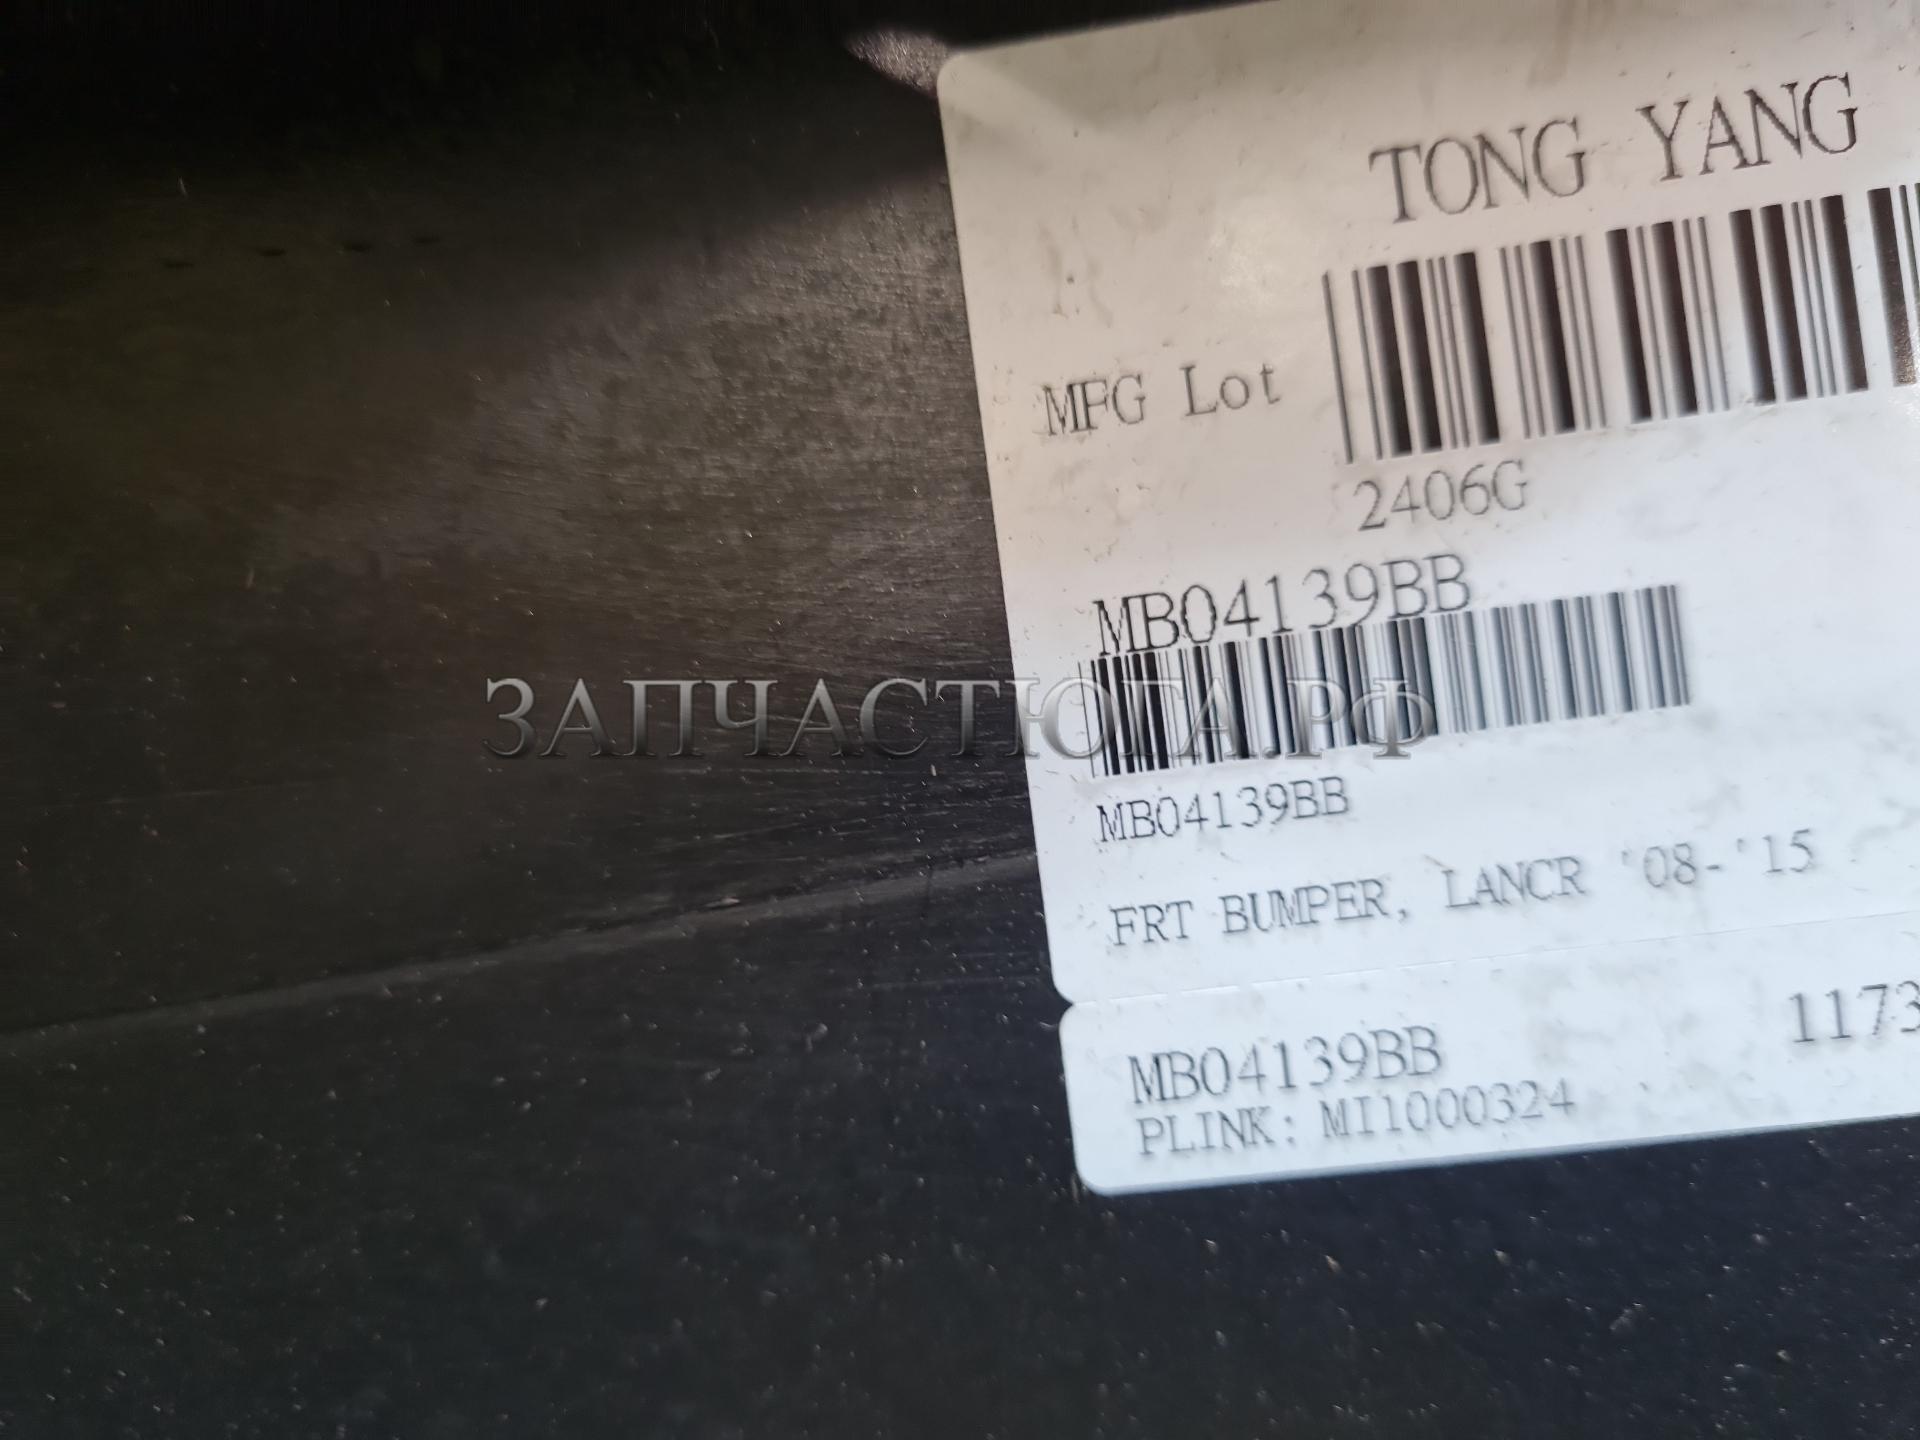 TONG YANG
MFG Lot
2406G
MB04139BB
ЗАПЧАСТЮГА.РФ
MB04139BB
FRT BUMPER, LANCR '08-'15
MB04139BB 1173
PLINK: MI1000324